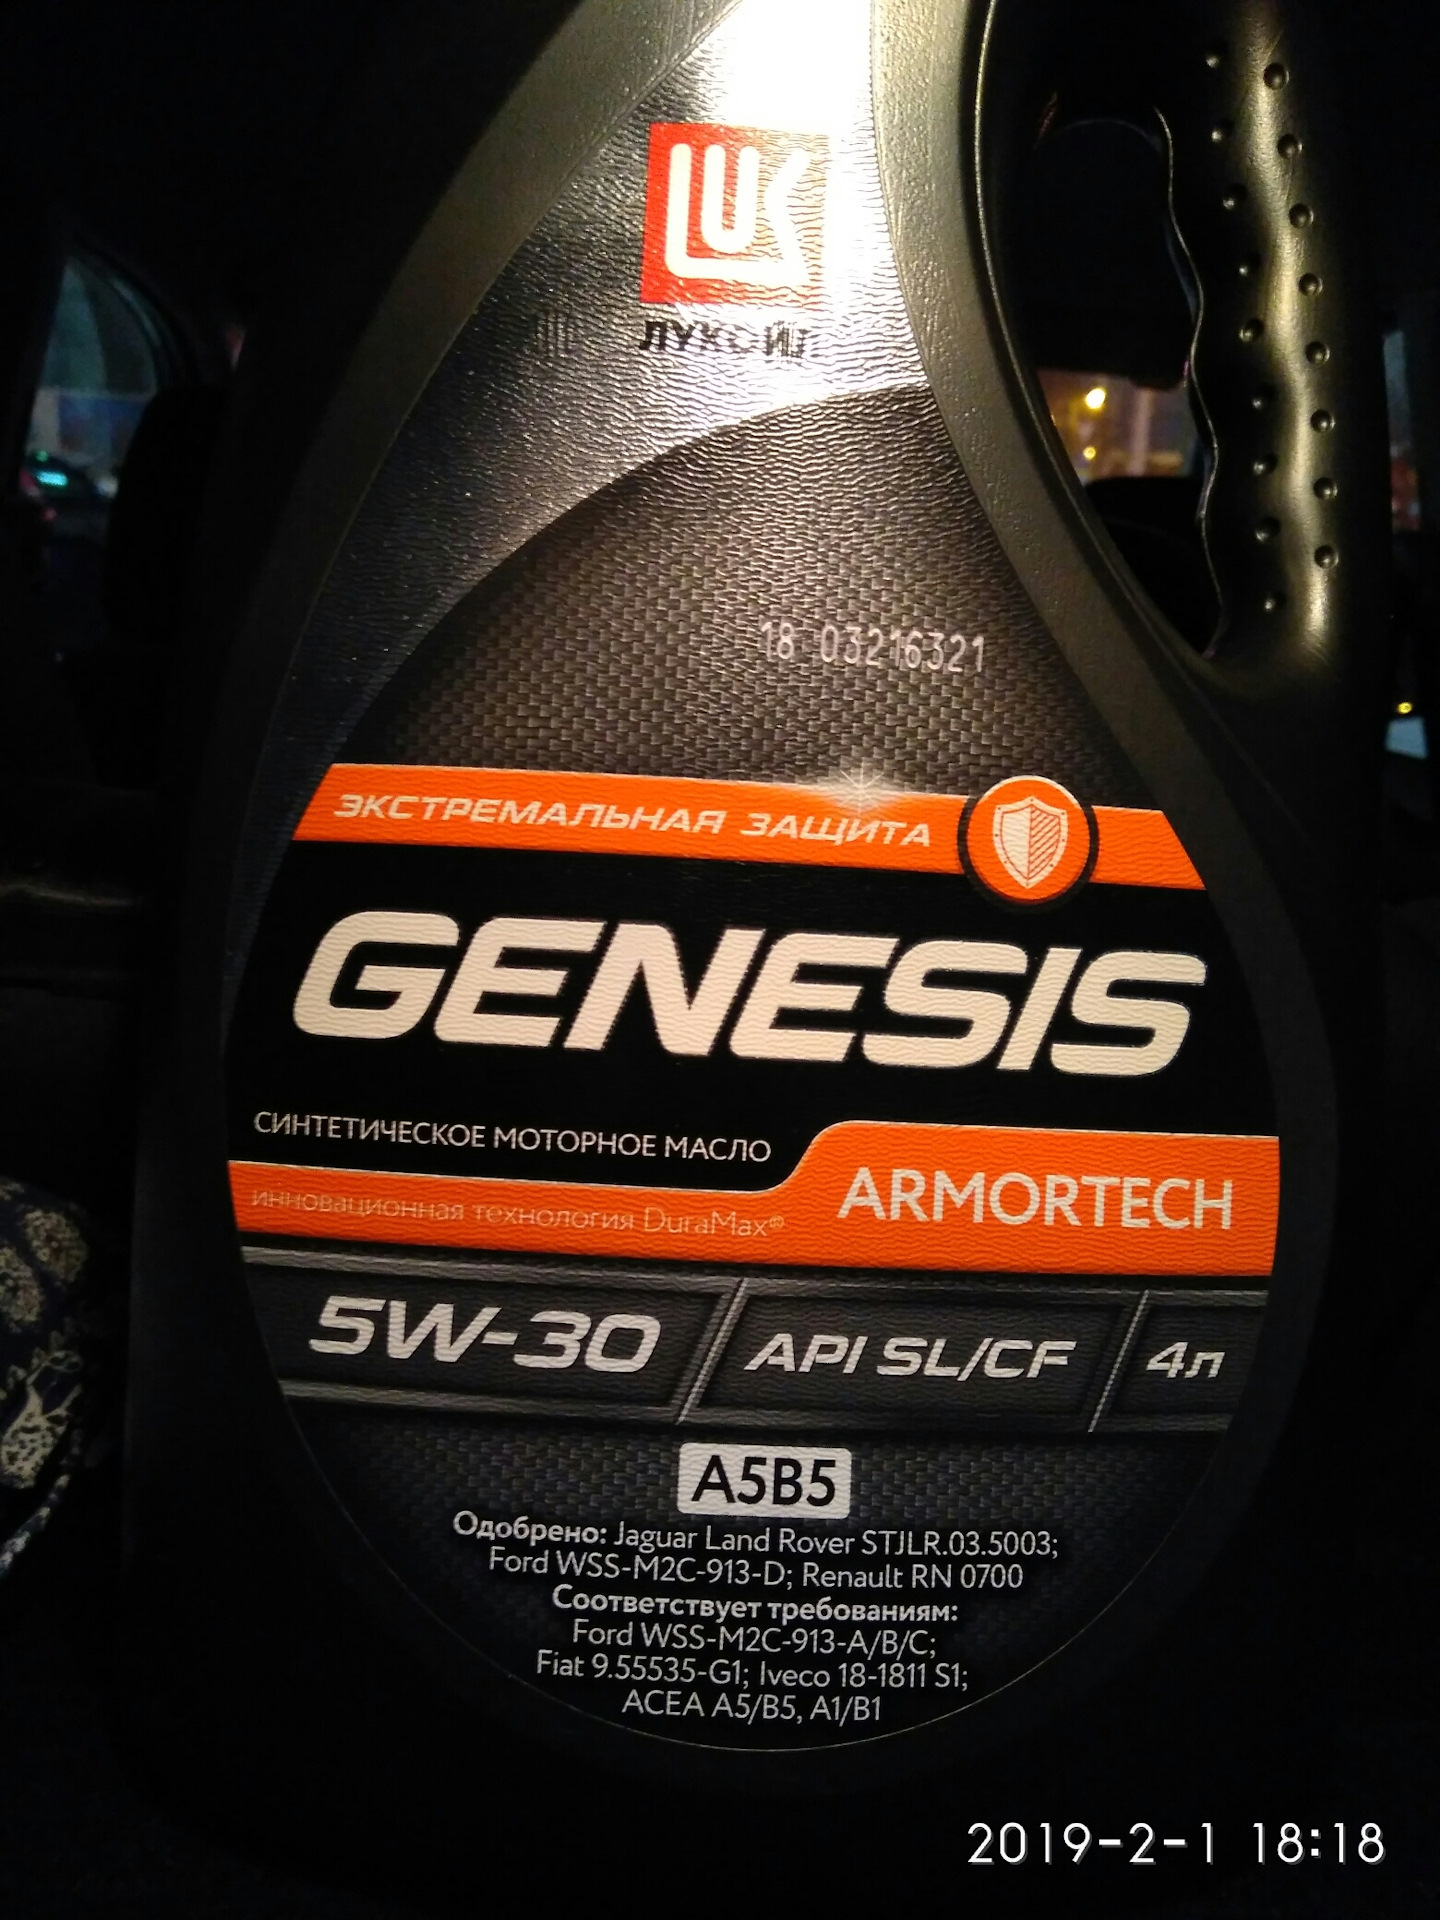 LUK
ЛУКОЙЛ
18 03216321
ЭКСТРЕМАЛЬНАЯ ЗАЩИТА
GENESIS
СИНТЕТИЧЕСКОЕ МОТОРНОЕ МАСЛО
ARMORTECH
инновационная технология DuraMax®
5W-30 API SL/CF 4л
A5B5
Одобрено: Jaguar Land Rover STJLR.03.5003;
Ford WSS-M2C-913-D; Renault RN 0700
Соответствует требованиям:
Ford WSS-M2C-913-A/B/C;
Fiat 9.55535-G1; Iveco 18-1811 S1;
ACEA A5/B5, A1/B1
2019-2-1 18:18